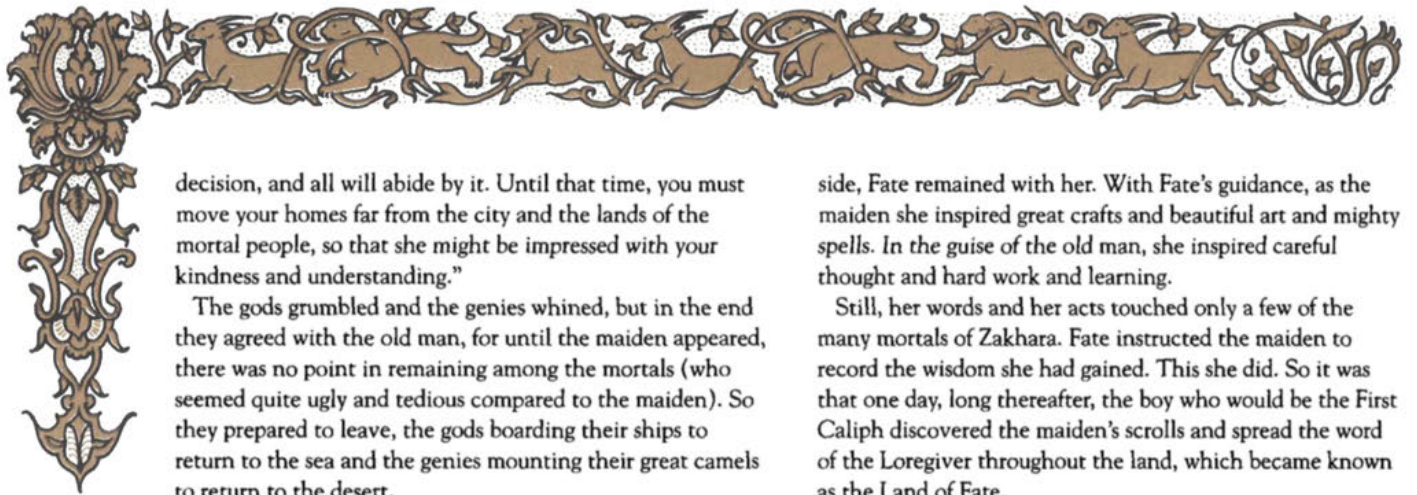 decision, and all will abide by it. Until that time, you must
move your homes far from the city and the lands of the
mortal people, so that she might be impressed with your
kindness and understanding.”
The gods grumbled and the genies whined, but in the end
they agreed with the old man, for until the maiden appeared,
there was no point in remaining among the mortals (who
seemed quite ugly and tedious compared to the maiden). So
they prepared to leave, the gods boarding their ships to
return to the sea and the genies mounting their great camels
to return to the desert.
side, Fate remained with her. With Fate’s guidance, as the
maiden she inspired great crafts and beautiful art and mighty
spells. In the guise of the old man, she inspired careful
thought and hard work and learning.
Still, her words and her acts touched only a few of the
many mortals of Zakhara. Fate instructed the maiden to
record the wisdom she had gained. This she did. So it was
that one day, long thereafter, the boy who would be the First
Caliph discovered the maiden’s scrolls and spread the word
of the Loregiver throughout the land, which became known
as the Land of Fate.